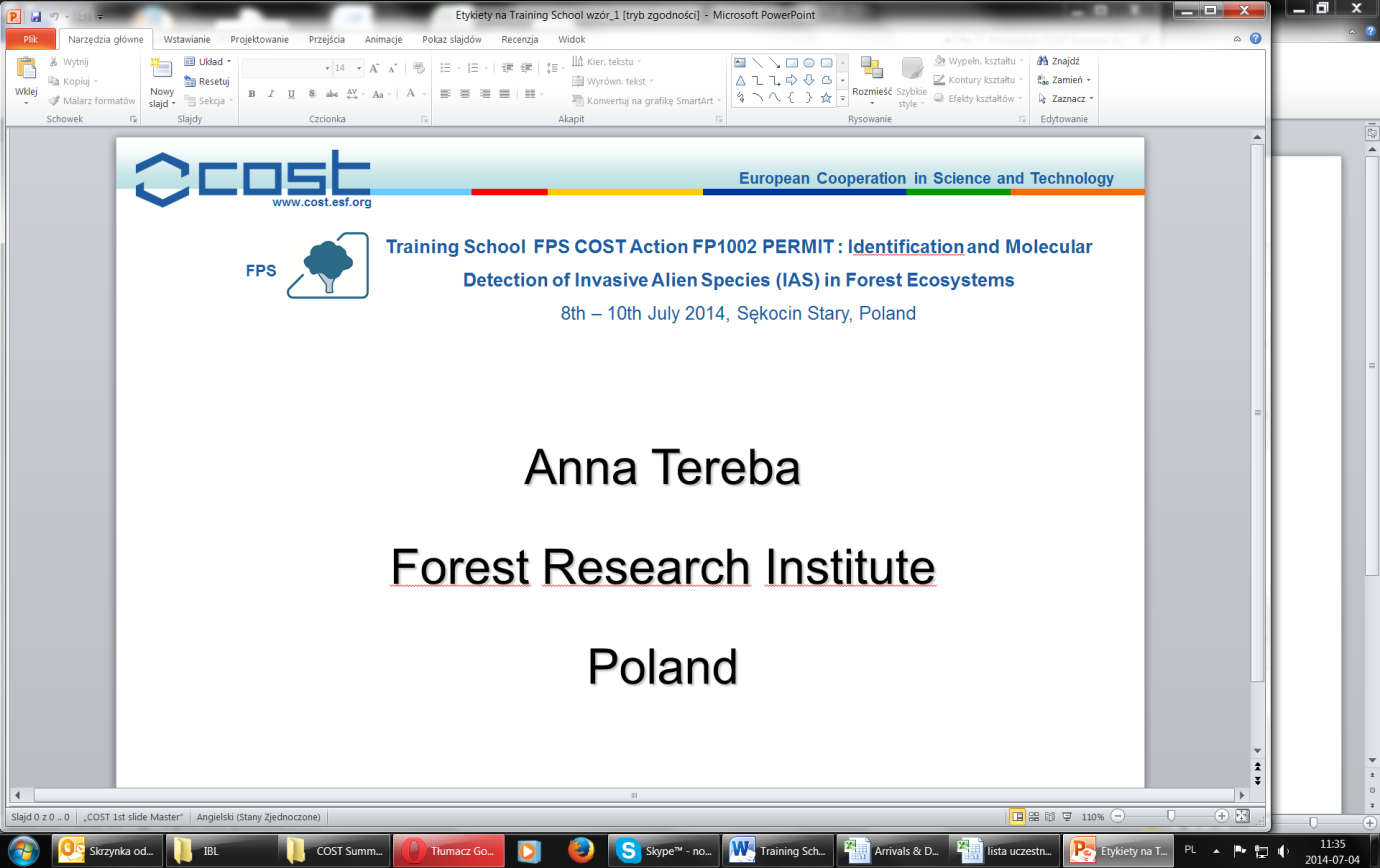 Etykiety na Training School wzór_1 [tryb zgodności] - Microsoft PowerPoint
Plik Narzędzia główne Wstawianie Projektowanie Przejścia Animacje Pokaz slajdów Recenzja Widok
Wklej
Wytnij
Kopiuj
Malarz formatów
Schowek
Nowy slajd
Układ
Resetuj
Sekcja
Slajdy
14
Czcionka
Kier. tekstu
Wyrówn. tekst
Konwertuj na grafikę SmartArt
Akapit
Rozmieść
Szybkie style
Wypełn. kształtu
Kontury kształtu
Efekty kształtów
Rysowanie
Znajdź
Zamień
Zaznacz
Edytowanie
cost
www.cost.esf.org
European Cooperation in Science and Technology
FPS
Training School FPS COST Action FP1002 PERMIT: Identification and Molecular
Detection of Invasive Alien Species (IAS) in Forest Ecosystems
8th – 10th July 2014, Sękocin Stary, Poland
Anna Tereba
Forest Research Institute
Poland
Slajd 0 z 0 .. 0 „COST 1st slide Master" Angielski (Stany Zjednoczone) 110%
Skrzynka od... IBL COST Summ... Tłumacz Go... Skype™ - no... Training Sch... Arrivals & D... lista uczestn... Etykiety na T... PL 11:35
2014-07-04